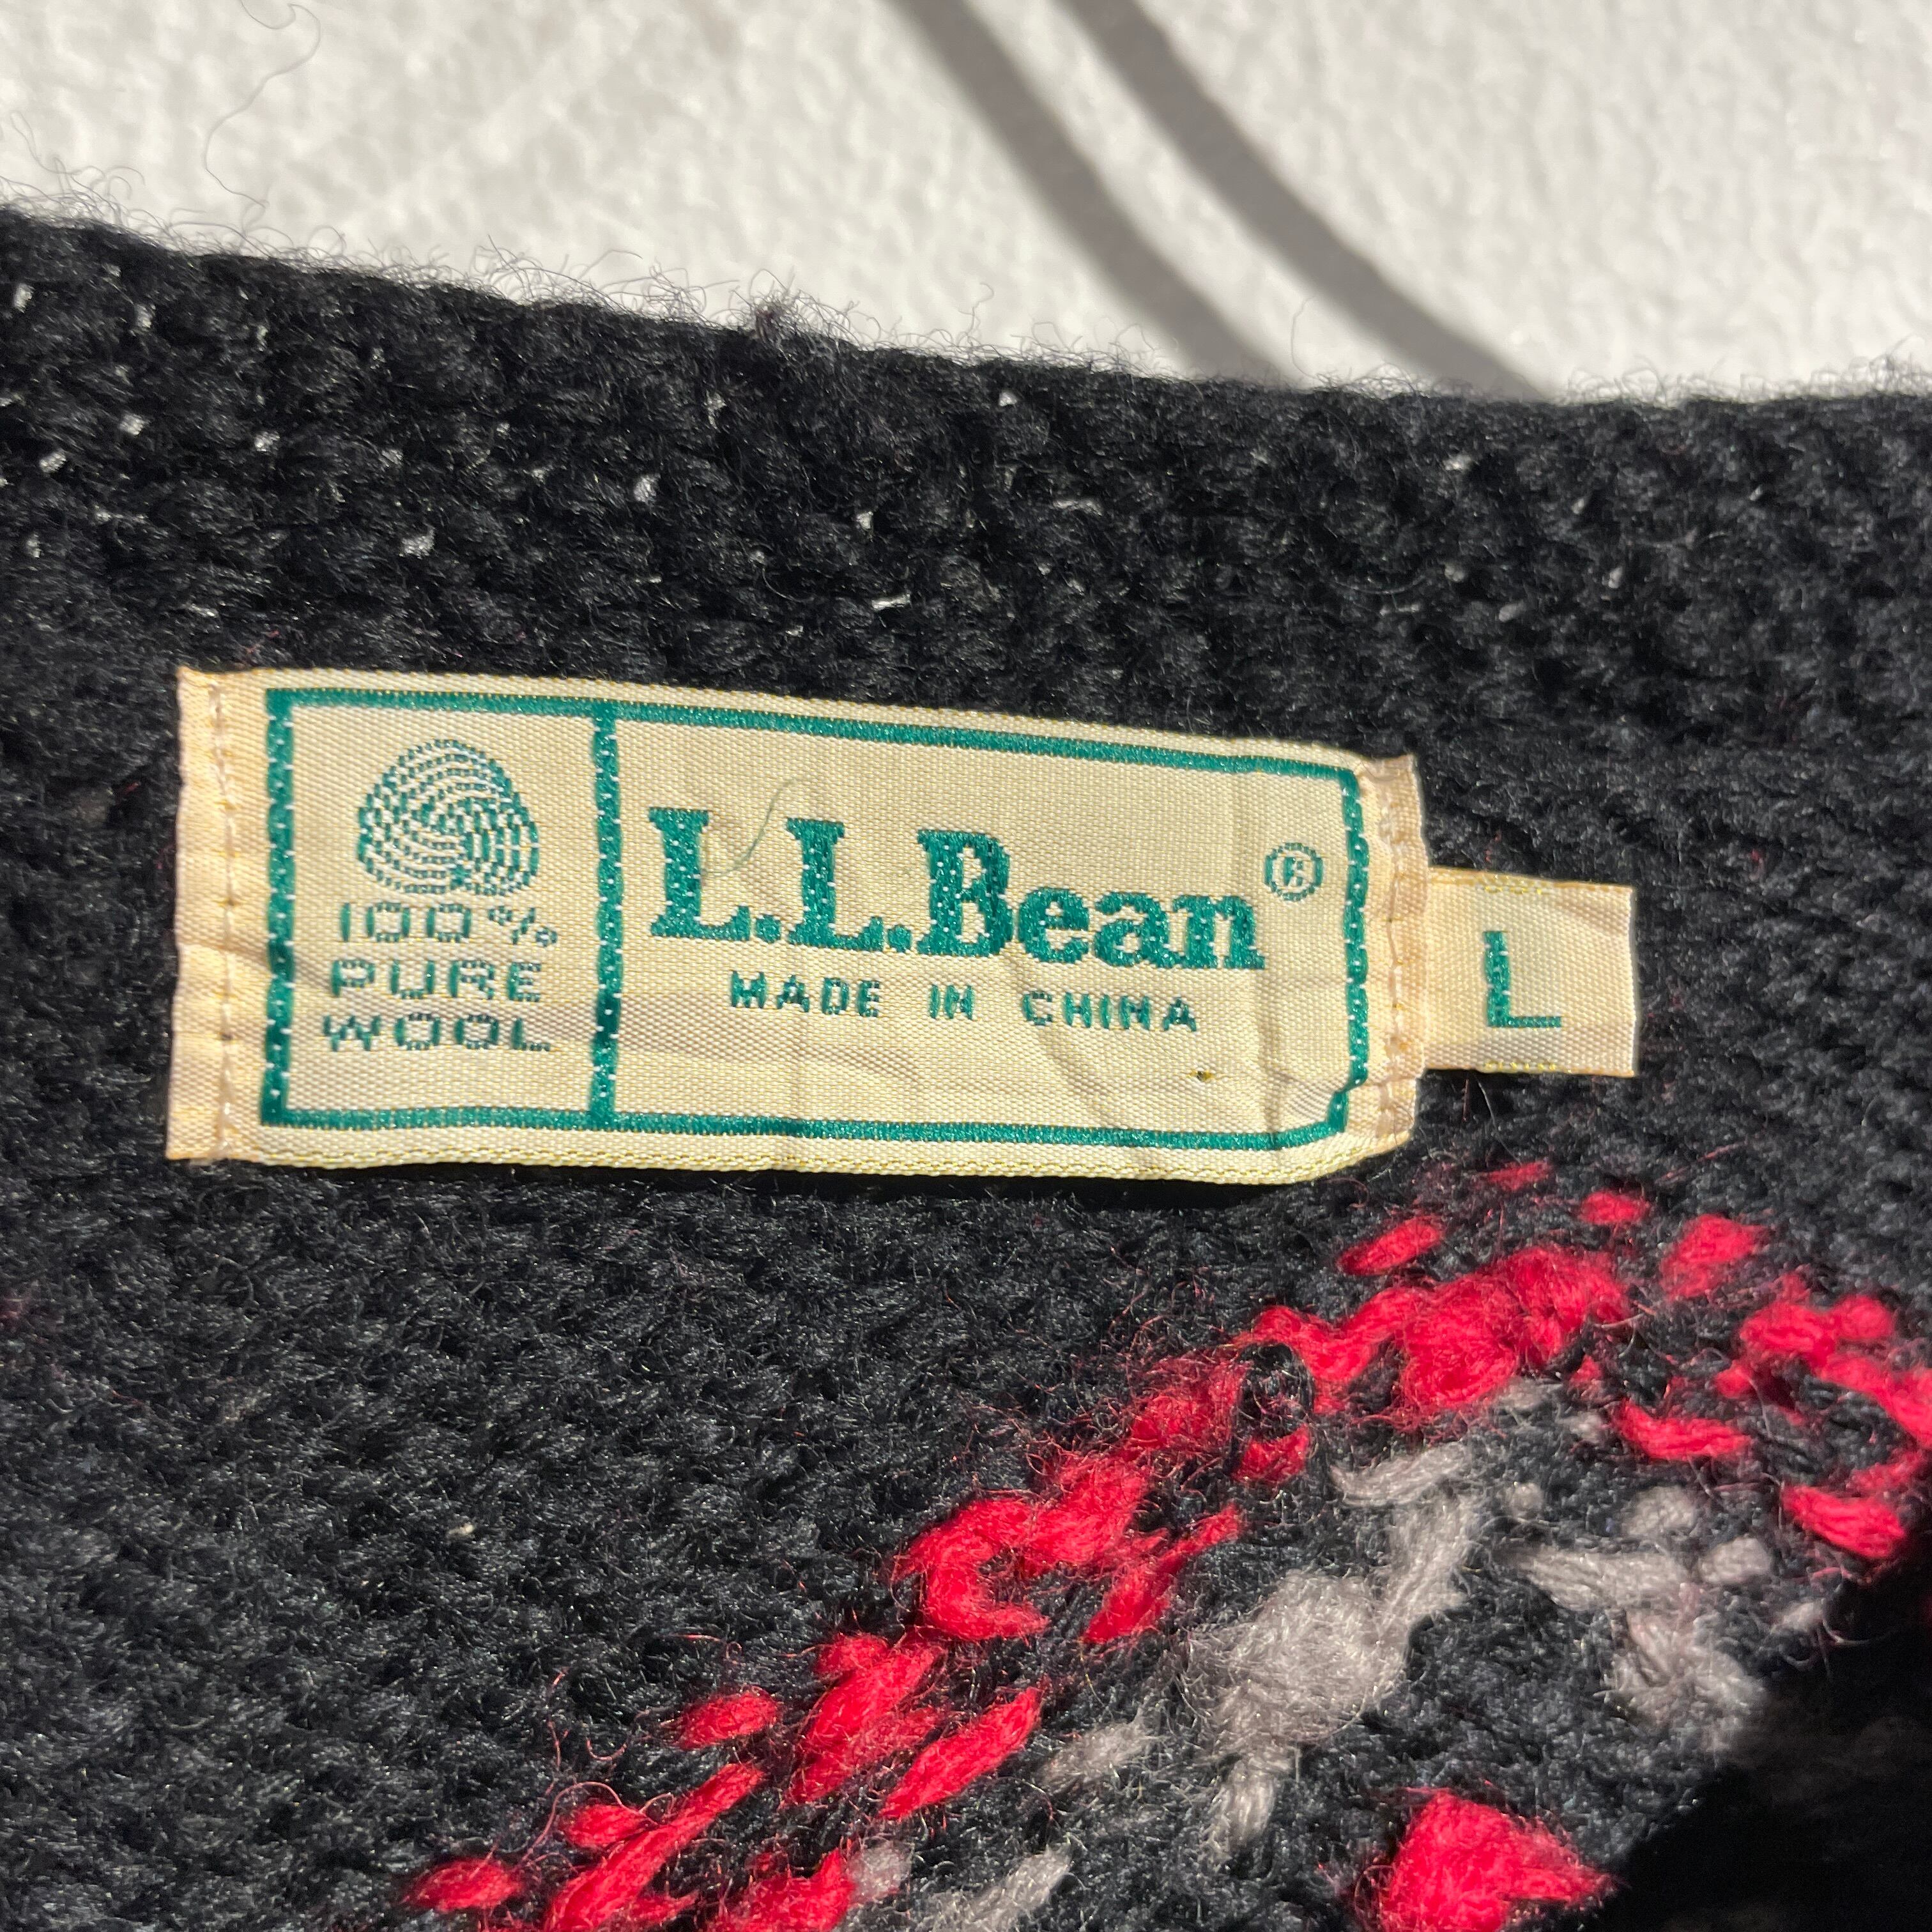 100%
PURE
WOOL
L.L.Bean®
MADE IN CHINA
L